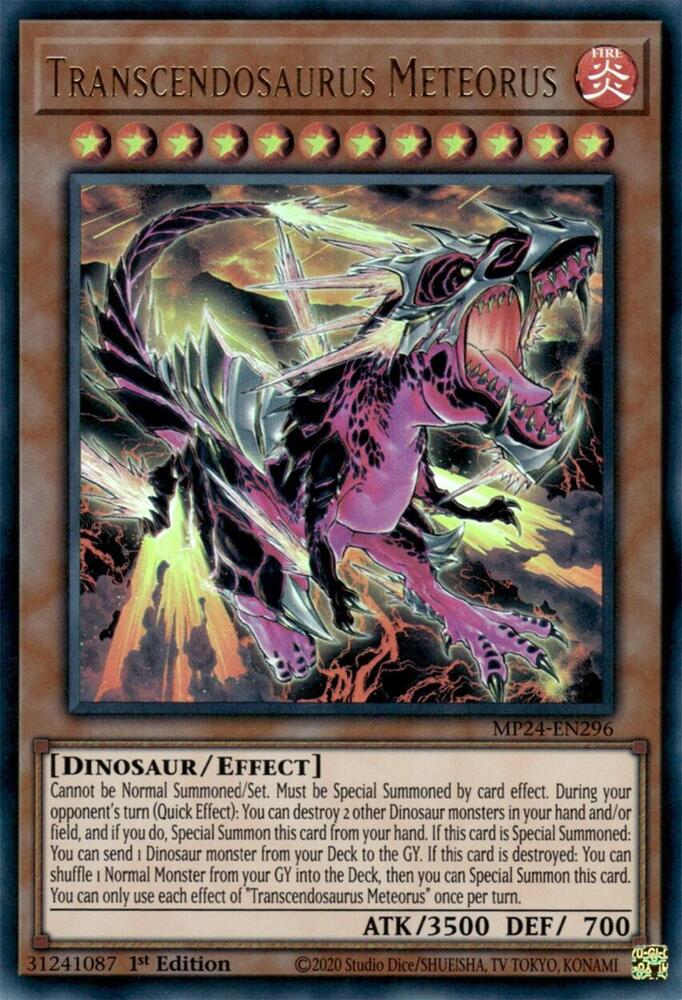 TRANSCENDOSAURUS METEORUS
FIRE
炎
MP24-EN296
[DINOSAUR/EFFECT]
Cannot be Normal Summoned/Set. Must be Special Summoned by card effect. During your
opponent's turn (Quick Effect): You can destroy 2 other Dinosaur monsters in your hand and/or
field, and if you do, Special Summon this card from your hand. If this card is Special Summoned:
You can send 1 Dinosaur monster from your Deck to the GY. If this card is destroyed: You can
shuffle 1 Normal Monster from your GY into the Deck, then you can Special Summon this card.
You can only use each effect of "Transcendosaurus Meteorus" once per turn.
ATK/3500 DEF/ 700
31241087 1st Edition ©2020 Studio Dice/SHUEISHA, TV TOKYO, KONAMI